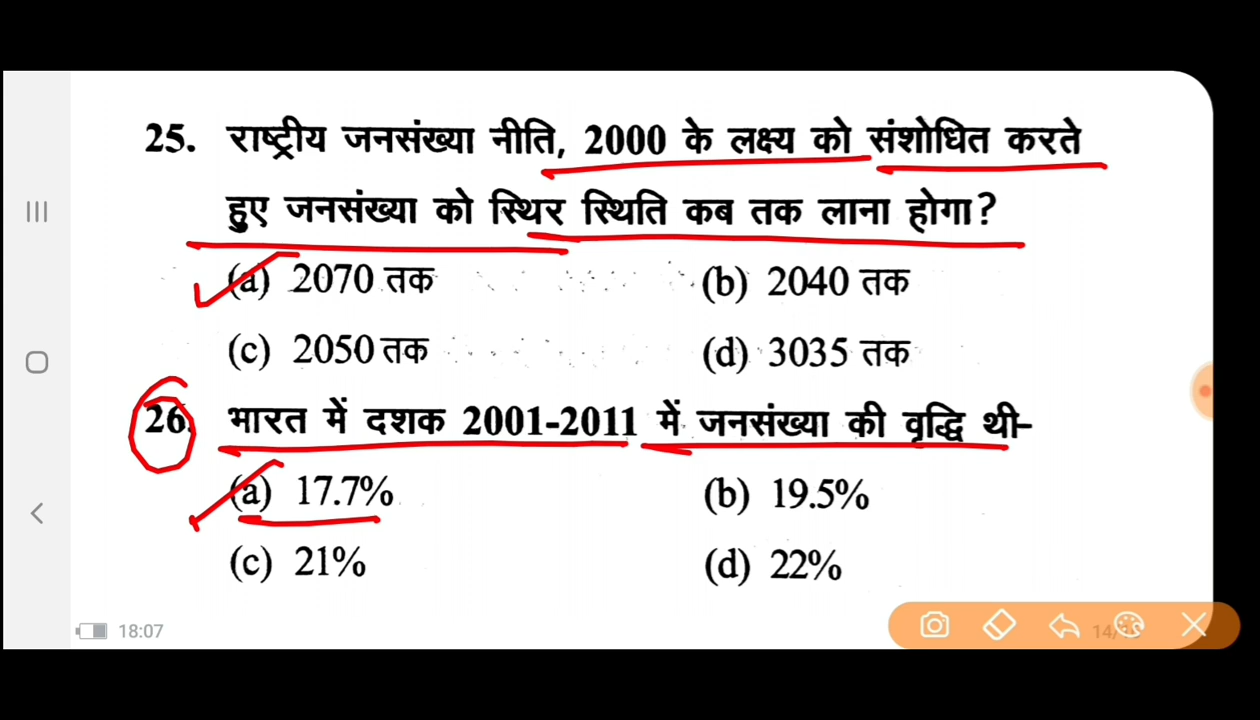 25. राष्ट्रीय जनसंख्या नीति, 2000 के लक्ष्य को संशोधित करते
हुए जनसंख्या को स्थिर स्थिति कब तक लाना होगा?
(a) 2070 तक (b) 2040 तक
(c) 2050 तक (d) 3035 तक
26. भारत में दशक 2001-2011 में जनसंख्या की वृद्धि थी-
(a) 17.7% (b) 19.5%
(c) 21% (d) 22%
18:07